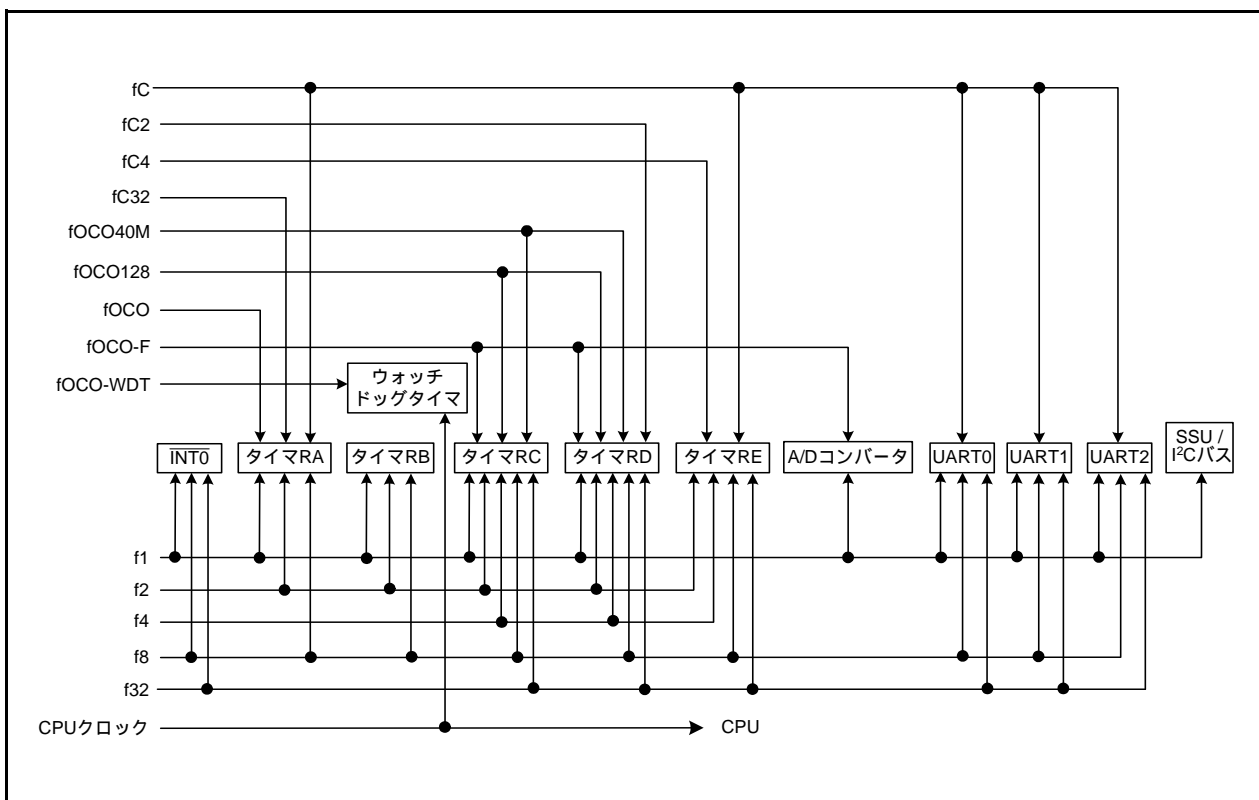 fC
fC2
fC4
fC32
fOCO40M
fOCO128
fOCO
fOCO-F
fOCO-WDT
ウォッチ
ドッグタイマ
INT0
タイマRA
タイマRB
タイマRC
タイマRD
タイマRE
A/Dコンバータ
UART0
UART1
UART2
SSU /
I²Cバス
f1
f2
f4
f8
f32
CPUクロック
CPU